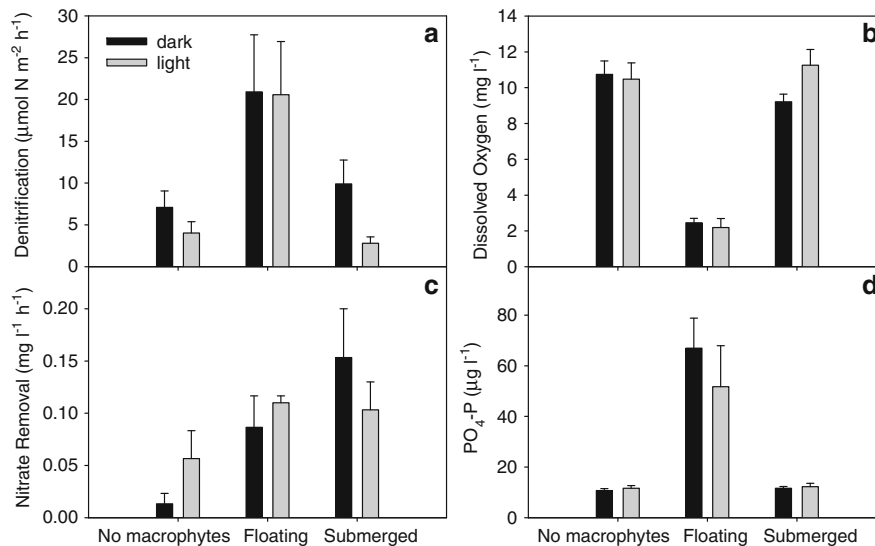 30
25
20
15
10
5
0
Denitrification (μmol N m⁻² h⁻¹)
dark
light
a
14
12
10
8
6
4
2
0
Dissolved Oxygen (mg l⁻¹)
b
0.20
0.15
0.10
0.05
0.00
Nitrate Removal (mg l⁻¹ h⁻¹)
c
No macrophytes Floating Submerged
80
60
40
20
0
PO₄-P (μg l⁻¹)
d
No macrophytes Floating Submerged